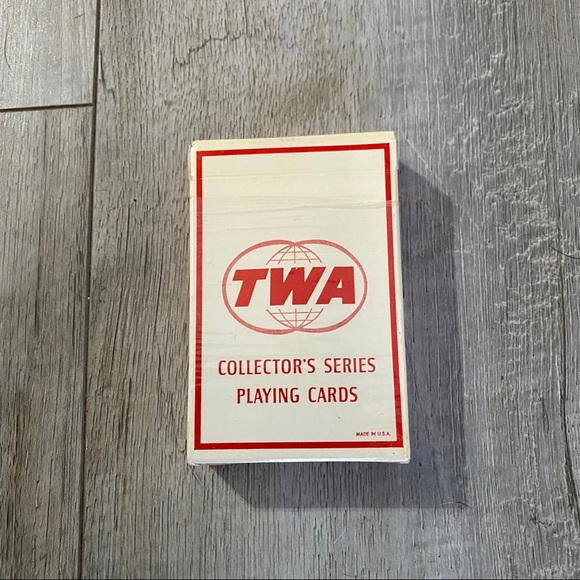 TWA
COLLECTOR'S SERIES
PLAYING CARDS
MADE IN U.S.A.